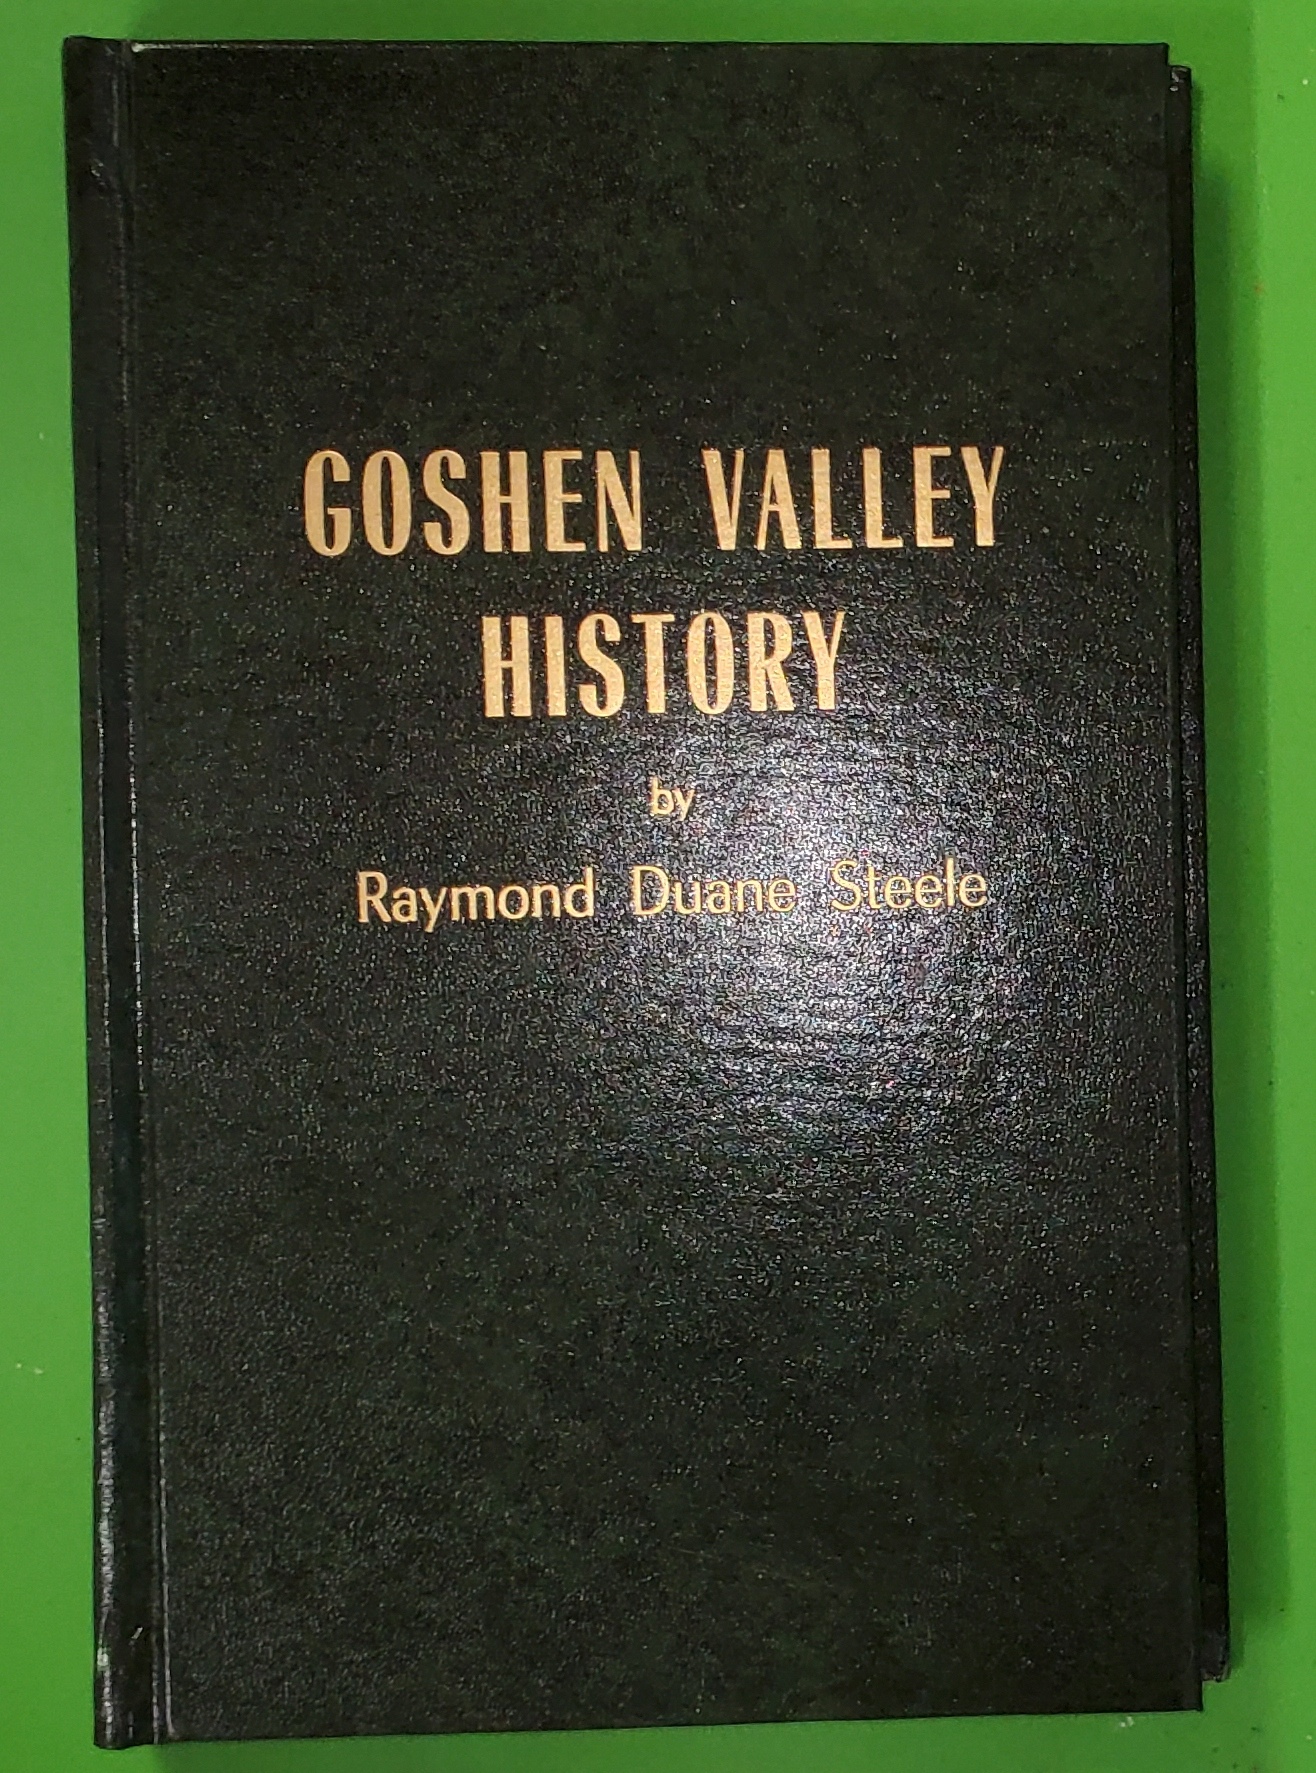 GOSHEN VALLEY
HISTORY
by
Raymond Duane Steele